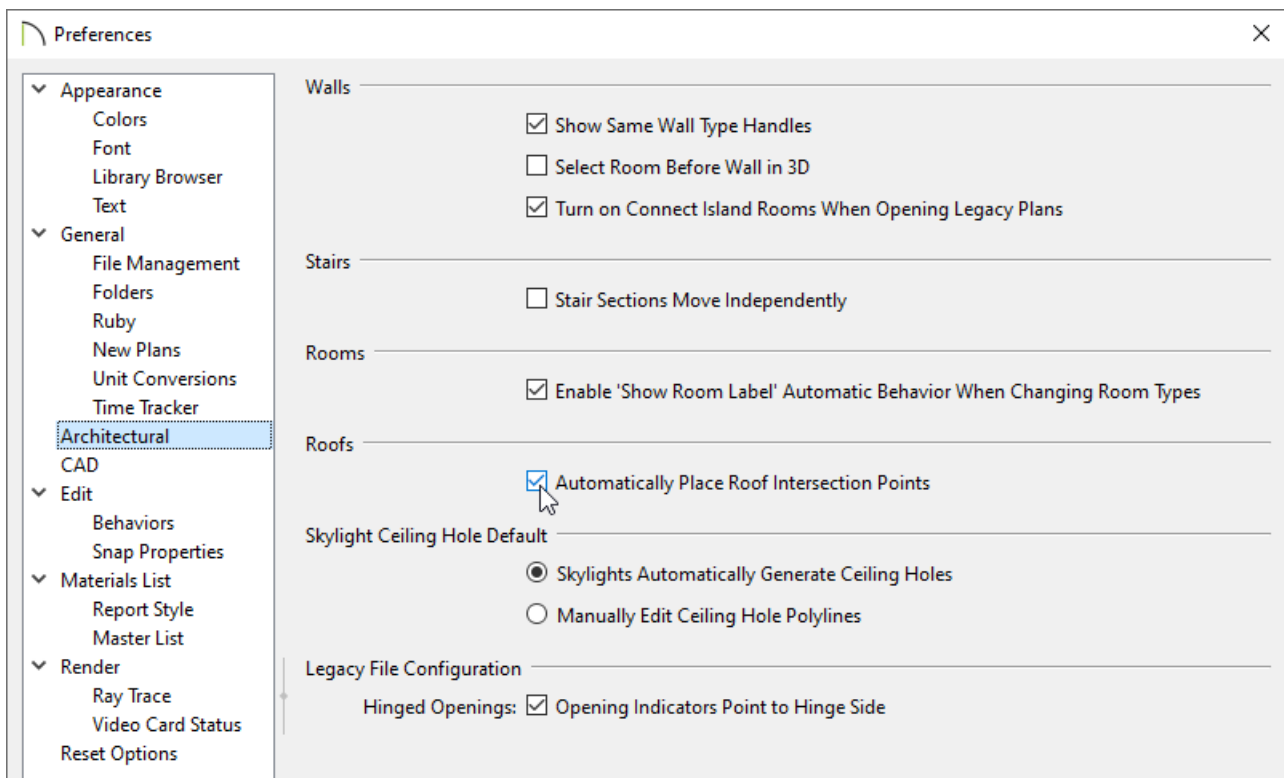 Preferences
Appearance
Colors
Font
Library Browser
Text
General
File Management
Folders
Ruby
New Plans
Unit Conversions
Time Tracker
Architectural
CAD
Edit
Behaviors
Snap Properties
Materials List
Report Style
Master List
Render
Ray Trace
Video Card Status
Reset Options
Walls
Show Same Wall Type Handles
Select Room Before Wall in 3D
Turn on Connect Island Rooms When Opening Legacy Plans
Stairs
Stair Sections Move Independently
Rooms
Enable 'Show Room Label' Automatic Behavior When Changing Room Types
Roofs
Automatically Place Roof Intersection Points
Skylight Ceiling Hole Default
Skylights Automatically Generate Ceiling Holes
Manually Edit Ceiling Hole Polylines
Legacy File Configuration
Hinged Openings: Opening Indicators Point to Hinge Side